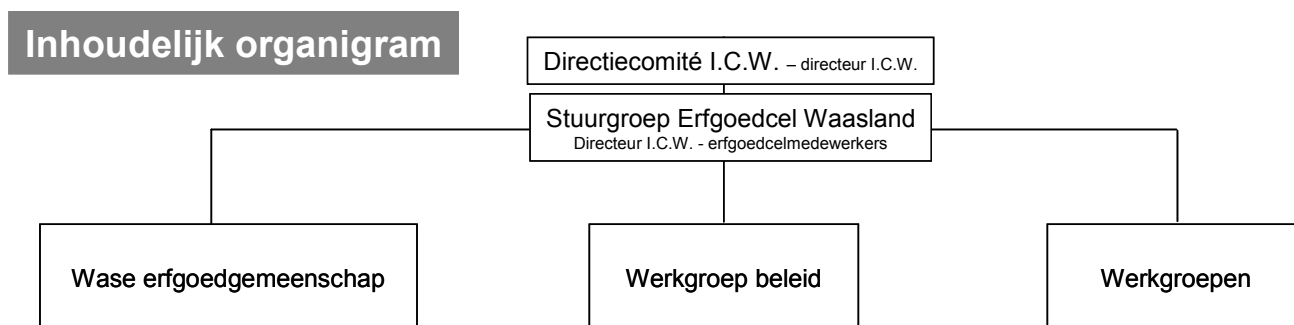 Inhoudelijk organigram
Directiecomité I.C.W. – directeur I.C.W.
Stuurgroep Erfgoedcel Waasland
Directeur I.C.W. - erfgoedcelmedewerkers
Wase erfgoedgemeenschap
Werkgroep beleid
Werkgroepen